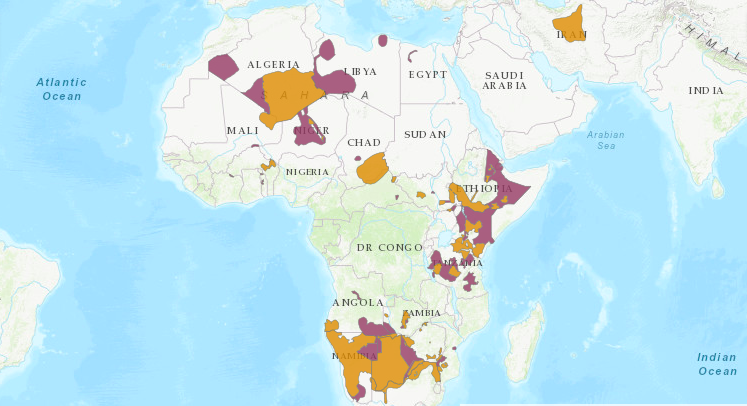 IRAN
HIMAL
ALGERIA
LIBYA
EGYPT
SAUDI
ARABIA
INDIA
Atlantic
Ocean
SAHARA
MALI
NIGER
CHAD
SUDAN
Arabian
Sea
NIGERIA
ETHIOPIA
DR CONGO
TANZANIA
ANGOLA
ZAMBIA
NAMIBIA
Indian
Ocean